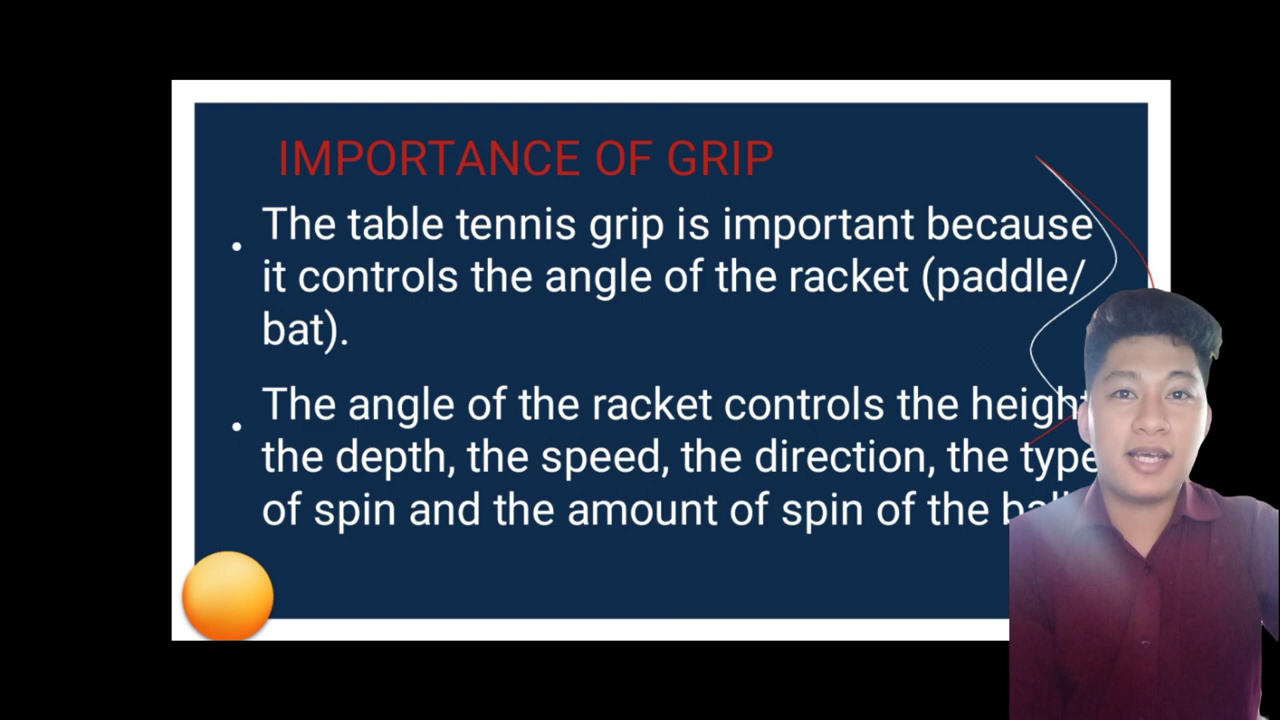 IMPORTANCE OF GRIP
The table tennis grip is important because
it controls the angle of the racket (paddle/
bat).
The angle of the racket controls the height
the depth, the speed, the direction, the type
of spin and the amount of spin of the